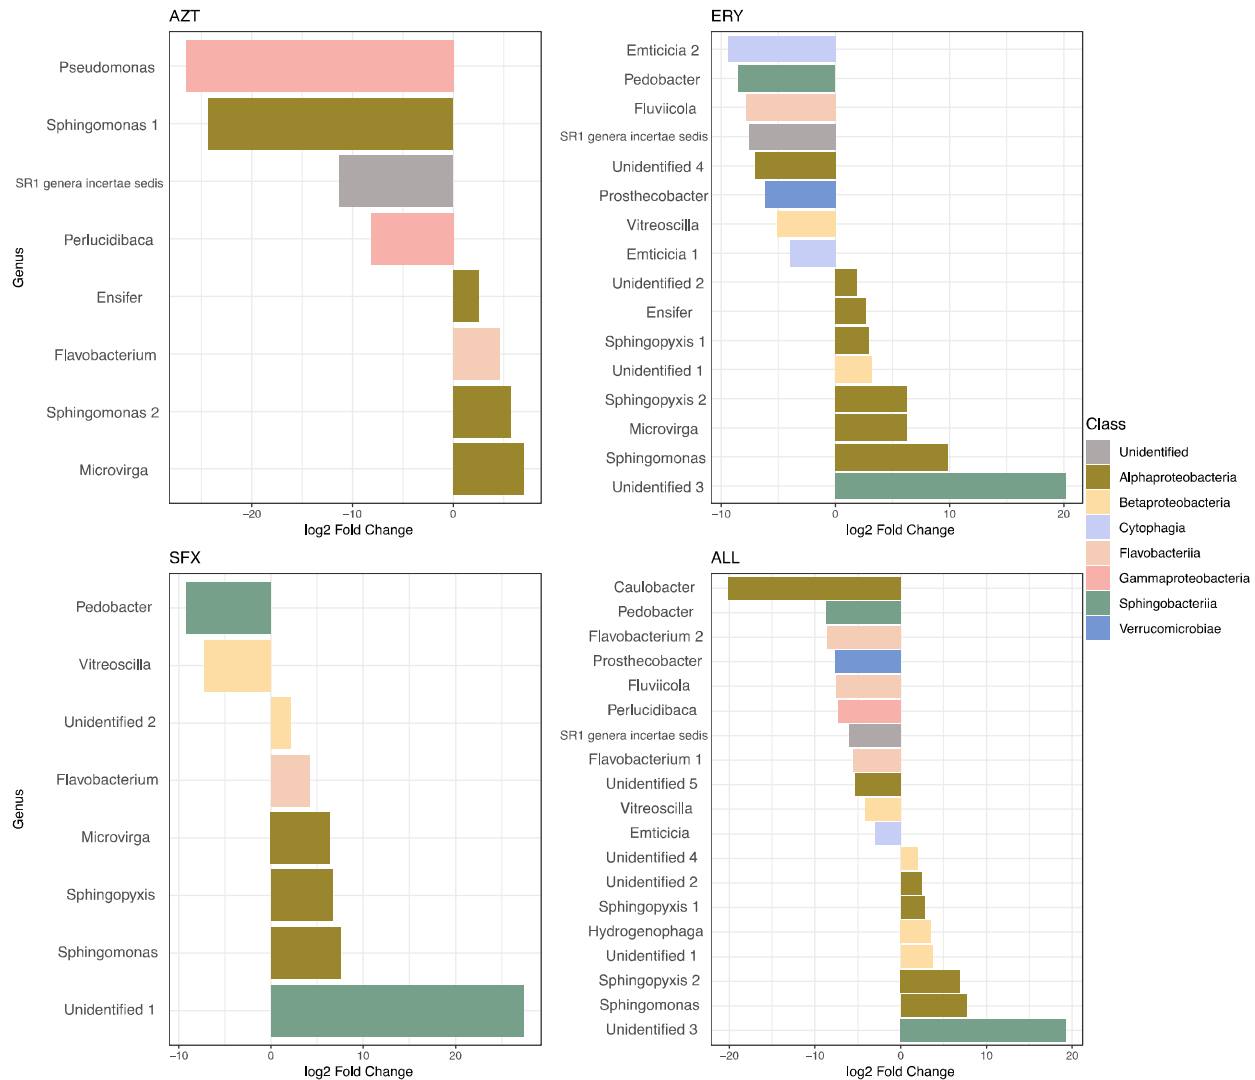 AZT
Genus
Pseudomonas
Sphingomonas 1
SR1 genera incertae sedis
Perlucidibaca
Ensifer
Flavobacterium
Sphingomonas 2
Microvirga
−20
−10
0
log2 Fold Change
ERY
Emticicia 2
Pedobacter
Fluviicola
SR1 genera incertae sedis
Unidentified 4
Prosthecobacter
Vitreoscilla
Emticicia 1
Unidentified 2
Ensifer
Sphingopyxis 1
Unidentified 1
Sphingopyxis 2
Microvirga
Sphingomonas
Unidentified 3
−10
0
10
20
log2 Fold Change
Class
Unidentified
Alphaproteobacteria
Betaproteobacteria
Cytophagia
Flavobacteriia
Gammaproteobacteria
Sphingobacteriia
Verrucomicrobiae
SFX
Genus
Pedobacter
Vitreoscilla
Unidentified 2
Flavobacterium
Microvirga
Sphingopyxis
Sphingomonas
Unidentified 1
−10
0
10
20
log2 Fold Change
ALL
Caulobacter
Pedobacter
Flavobacterium 2
Prosthecobacter
Fluviicola
Perlucidibaca
SR1 genera incertae sedis
Flavobacterium 1
Unidentified 5
Vitreoscilla
Emticicia
Unidentified 4
Unidentified 2
Sphingopyxis 1
Hydrogenophaga
Unidentified 1
Sphingopyxis 2
Sphingomonas
Unidentified 3
−20
−10
0
10
20
log2 Fold Change